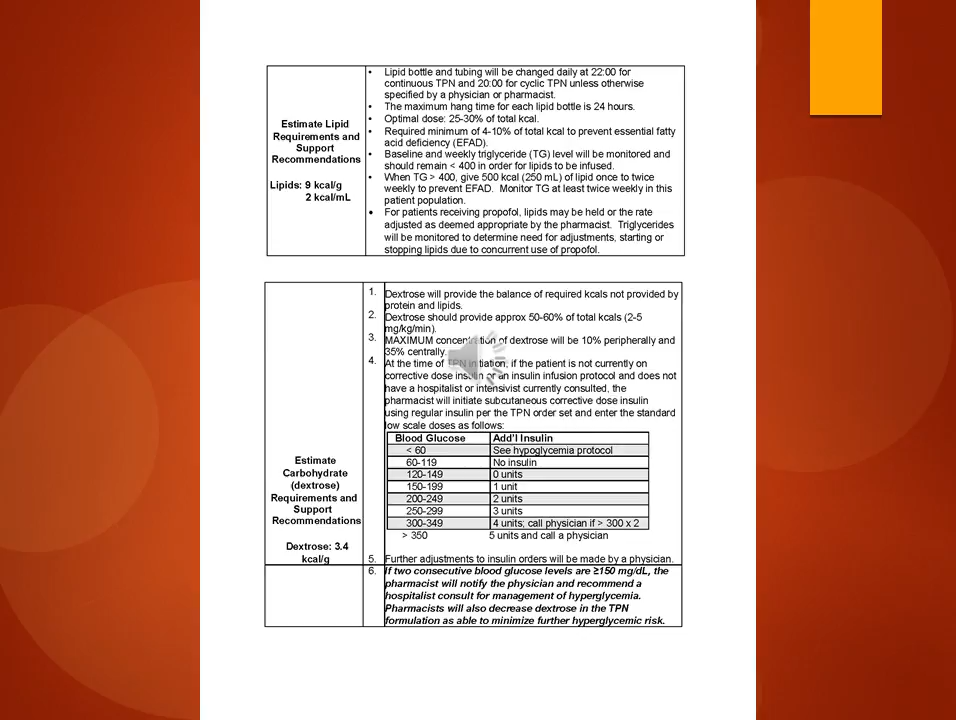 Estimate Lipid
Requirements and
Support
Recommendations
Lipids: 9 kcal/g
2 kcal/mL
• Lipid bottle and tubing will be changed daily at 22:00 for
continuous TPN and 20:00 for cyclic TPN unless otherwise
specified by a physician or pharmacist.
• The maximum hang time for each lipid bottle is 24 hours.
• Optimal dose: 25-30% of total kcal.
• Required minimum of 4-10% of total kcal to prevent essential fatty
acid deficiency (EFAD).
• Baseline and weekly triglyceride (TG) level will be monitored and
should remain < 400 in order for lipids to be infused.
• When TG > 400, give 500 kcal (250 mL) of lipid once to twice
weekly to prevent EFAD. Monitor TG at least twice weekly in this
patient population.
• For patients receiving propofol, lipids may be held or the rate
adjusted as deemed appropriate by the pharmacist. Triglycerides
will be monitored to determine need for adjustments, starting or
stopping lipids due to concurrent use of propofol.
Estimate
Carbohydrate
(dextrose)
Requirements and
Support
Recommendations
Dextrose: 3.4
kcal/g
1. Dextrose will provide the balance of required kcals not provided by
protein and lipids.
2. Dextrose should provide approx 50-60% of total kcals (2-5
mg/kg/min).
3. MAXIMUM concentration of dextrose will be 10% peripherally and
35% centrally.
4. At the time of TPN initiation, if the patient is not currently on
corrective dose insulin or an insulin infusion protocol and does not
have a hospitalist or intensivist currently consulted, the
pharmacist will initiate subcutaneous corrective dose insulin
using regular insulin per the TPN order set and enter the standard
low scale doses as follows:
Blood Glucose Add'l Insulin
< 60 See hypoglycemia protocol
60-119 No insulin
120-149 0 units
150-199 1 unit
200-249 2 units
250-299 3 units
300-349 4 units; call physician if > 300 x 2
> 350 5 units and call a physician
5. Further adjustments to insulin orders will be made by a physician.
6. If two consecutive blood glucose levels are ≥150 mg/dL, the
pharmacist will notify the physician and recommend a
hospitalist consult for management of hyperglycemia.
Pharmacists will also decrease dextrose in the TPN
formulation as able to minimize further hyperglycemic risk.